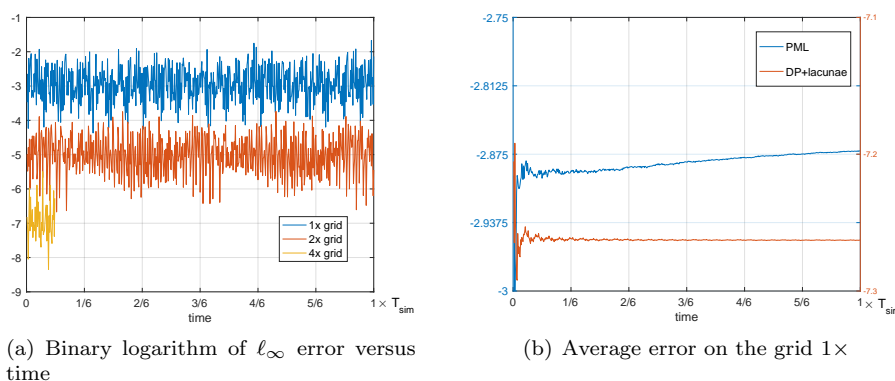 -1
-2
-3
-4
-5
-6
-7
-8
-9
0 1/6 2/6 3/6 4/6 5/6 1 × T_sim
time
1x grid
2x grid
4x grid
(a) Binary logarithm of ℓ∞ error versus
time
-2.75
-2.8125
-2.875
-2.9375
-3
-7.1
-7.2
-7.3
0 1/6 2/6 3/6 4/6 5/6 1 × T_sim
time
PML
DP+lacunae
(b) Average error on the grid 1×